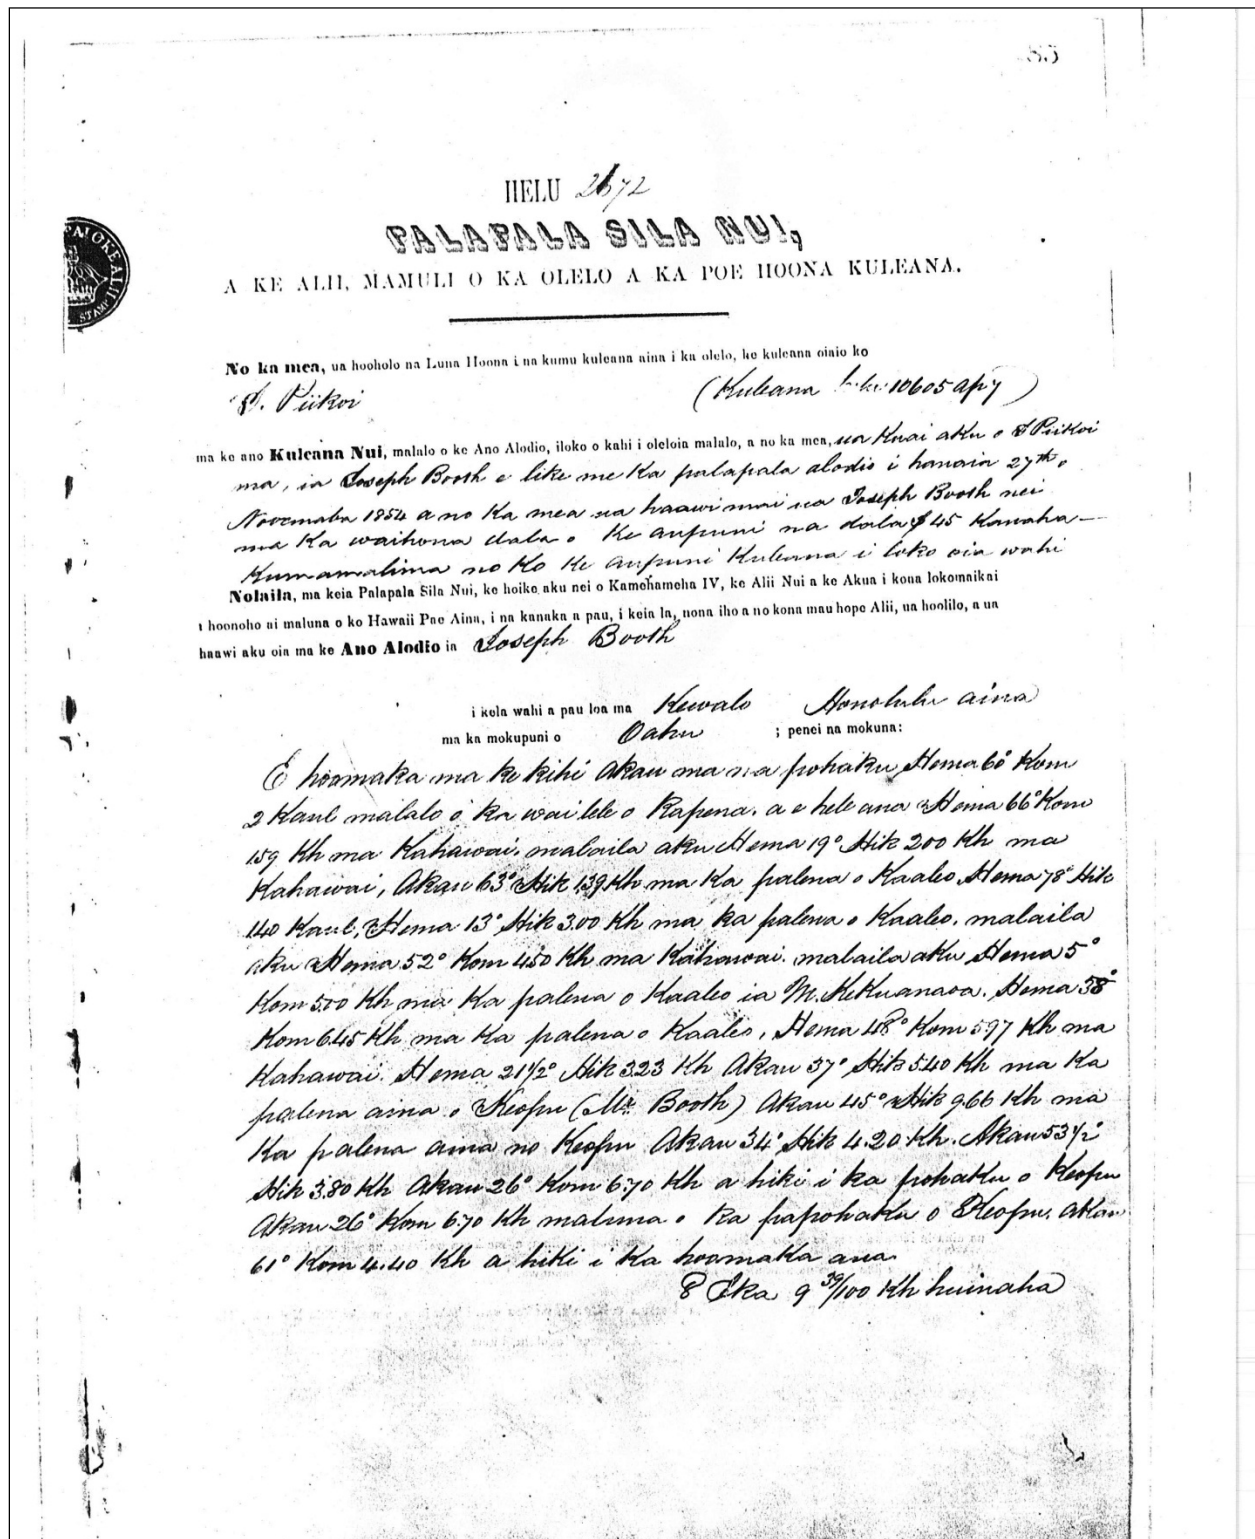 HELU 2672
PALAPALA SILA NUI,
A KE ALII, MAMULI O KA OLELO A KA POE HOONA KULEANA.
PAIOKEALII
STAMP
No ka mea, ua hooholo na Luna Hoona i na kumu kuleana aina i ka olelo, he kuleana oiaio ko
J. Piikoi (Kuleana Helu 10605 ap 7)
ma ke ano Kuleana Nui, malalo o ke Ano Alodio, iloko o kahi i oleloia malalo, a no ka mea, ua Kuai aku o J Piikoi
ma, ia Joseph Booth e like me Ka palapala alodio i hanaia 27th o
Novemaba 1854 a no Ka mea ua haawi mai ua Joseph Booth nei
ma Ka waihona dala o Ke aupuni na dala $45 Kanaha-
Kumamalima no Ko Ke aupuni Kuleana i loko oia wahi
Nolaila, ma keia Palapala Sila Nui, ke hoike aku nei o Kamehameha IV, ke Alii Nui a ke Akua i kona lokomaikai
i hoonoho ai maluna o ko Hawaii Pae Aina, i na kanaka a pau, i keia la, nona iho a no kona mau hope Alii, ua hoolilo, a ua
haawi aku oia ma ke Ano Alodio ia Joseph Booth
i kela wahi a pau loa ma Kewalo Honolulu aina
ma ka mokupuni o Oahu ; penei na mokuna:
E hoomaka ma ke kihi Akau ma na pohaku Hema 60° Kom
2 Kaul malalo o ka wai lele o Kapena. a e hele ana Hema 66° Kom
159 Kh ma Kahawai. malaila aku Hema 19° Hik 200 Kh ma
Kahawai, Akau 63° Hik 139 Kh ma Ka palena o Kaaleo Hema 78° Hik
140 Kaul, Hema 13° Hik 3.00 Kh ma ka palena o Kaaleo. malaila
aku Hema 52° Kom 450 Kh ma Kahawai. malaila aku Hema 5°
Kom 500 Kh ma Ka palena o Kaaleo ia M. KeKuanaoa. Hema 38°
Kom 645 Kh ma Ka palena o Kaaleo, Hema 48° Kom 597 Kh ma
Kahawai. Hema 21 1/2° Hik 323 Kh Akau 37° Hik 540 Kh ma Ka
palena aina o Keopu (Mr Booth) Akau 45° Hik 966 Kh ma
Ka palena aina no Keopu Akau 34° Hik 4.20 Kh. Akau 53 1/2°
Hik 3.80 Kh Akau 26° Kom 6.70 Kh a hiki i ka pohaku o Keopu
Akau 26° Kom 6.70 Kh maluna o ka papohaku o Keopu. Akau
61° Kom 4.40 Kh a hiki i Ka hoomaka ana.
8 Eka 9 39/100 Kh huinaha